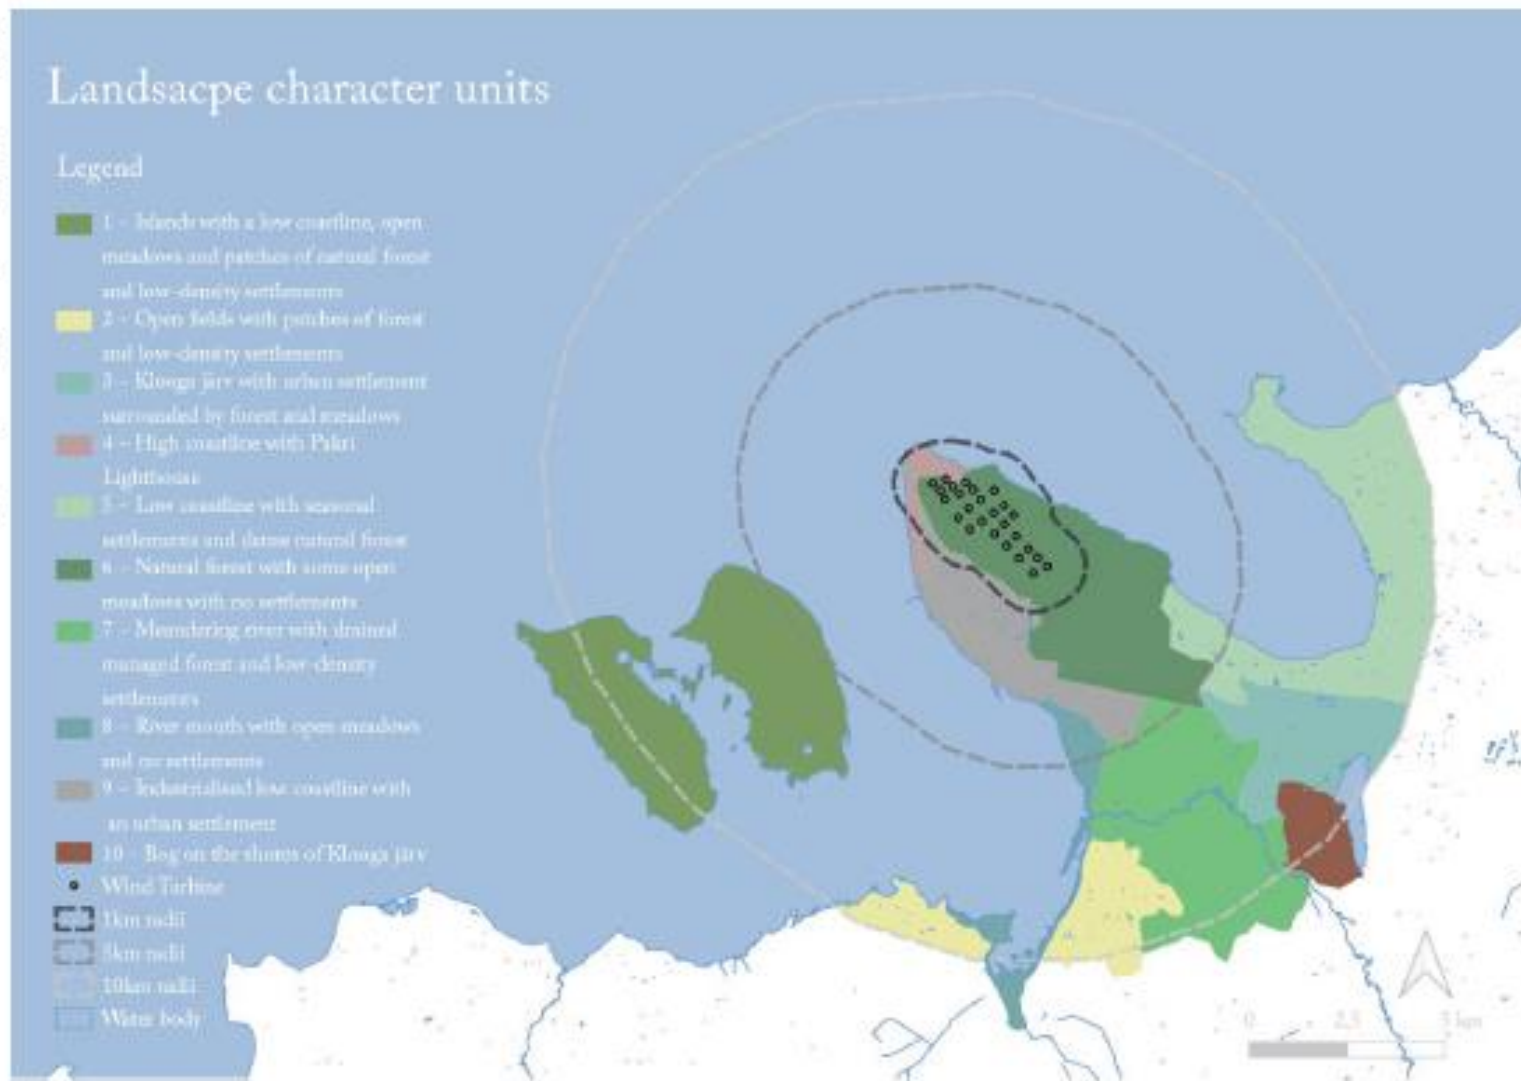 Landsacpe character units
Legend
1 - Islands with a low coastline, open
meadows and patches of natural forest
and low-density settlements
2 - Open fields with patches of forest
and low-density settlements
3 - Klooga järv with urban settlement
surrounded by forest and meadows
4 - High coastline with Pakri
Lighthouse
5 - Low coastline with seasonal
settlements and dense natural forest
6 - Natural forest with some open
meadows with no settlements
7 - Meandering river with drained
managed forest and low-density
settlements
8 - River mouth with open meadows
and no settlements
9 - Industrialised low coastline with
an urban settlement
10 - Bog on the shores of Klooga järv
Wind Turbine
1km radii
5km radii
10km radii
Water body
0 2,5 5 km